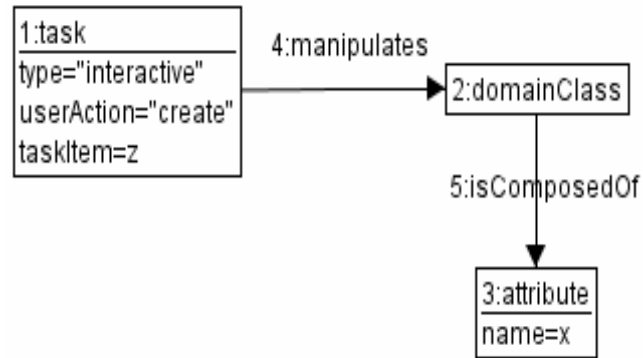 1:task
type="interactive"
userAction="create"
taskItem=z
4:manipulates
2:domainClass
5:isComposedOf
3:attribute
name=x